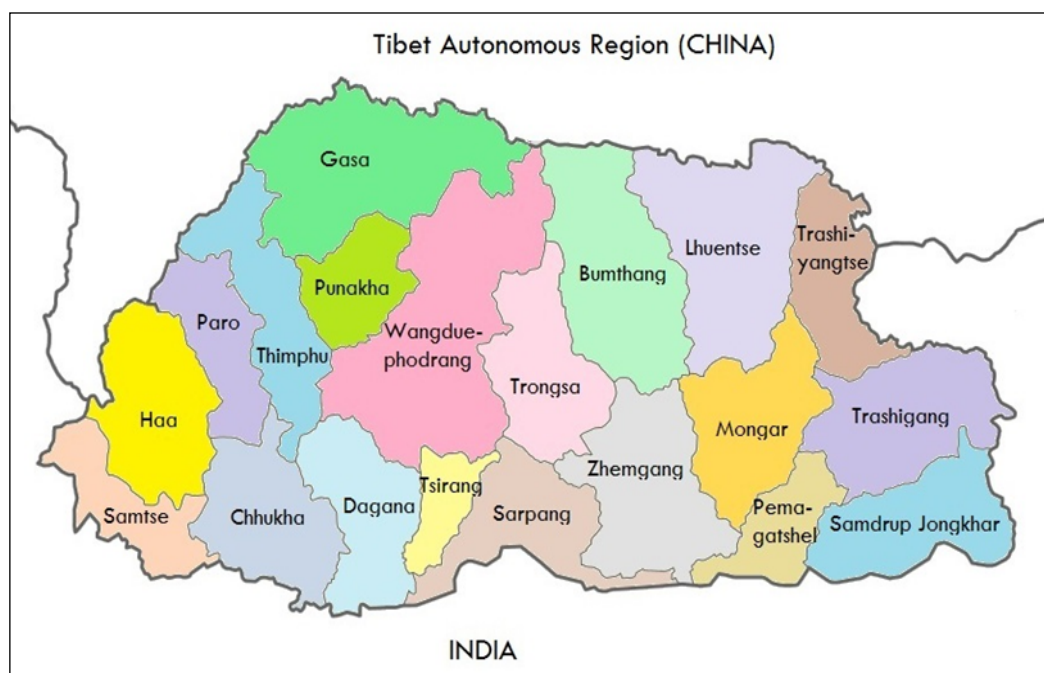 Tibet Autonomous Region (CHINA)
Gasa
Punakha
Thimphu
Paro
Haa
Wangdue-
phodrang
Bumthang
Lhuentse
Trashi-
yangtse
Trongsa
Mongar
Trashigang
Zhemgang
Samtse
Chhukha
Dagana
Tsirang
Sarpang
Pema-
gatshel
Samdrup Jongkhar
INDIA